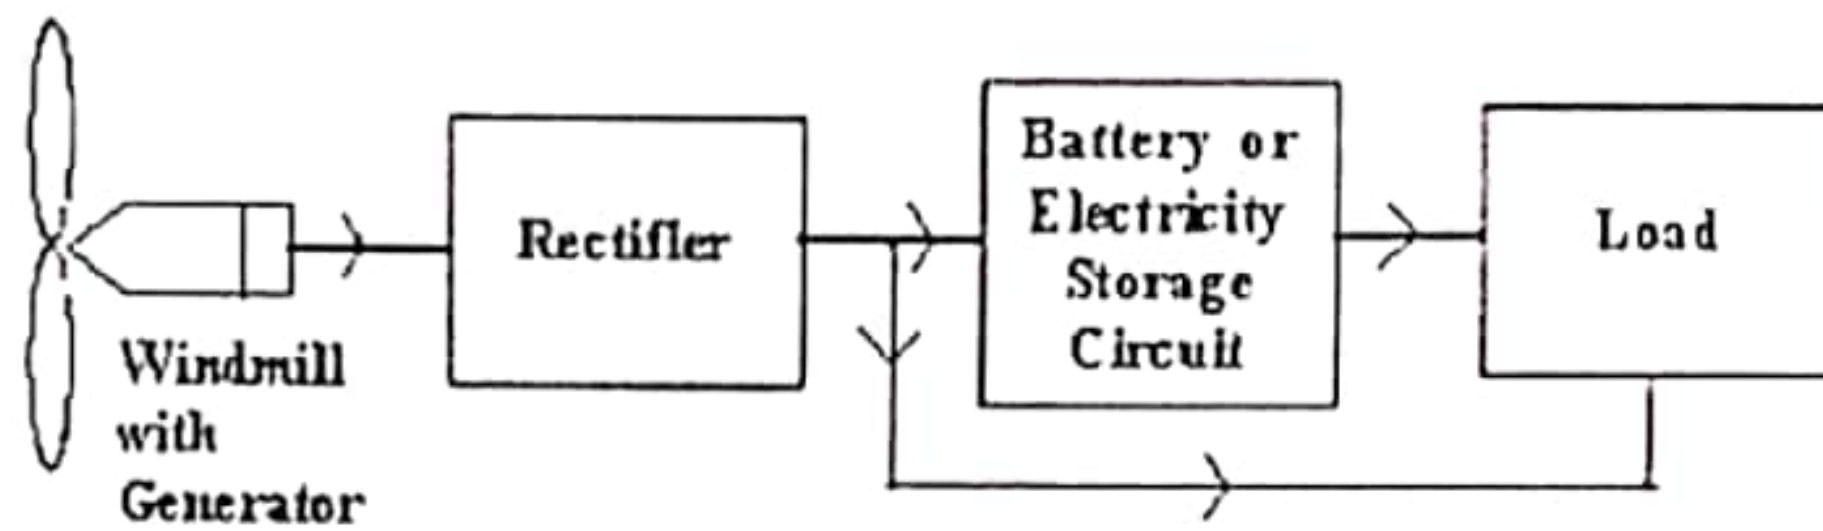 Windmill
with
Generator
Rectifier
Battery or
Electricity
Storage
Circuit
Load